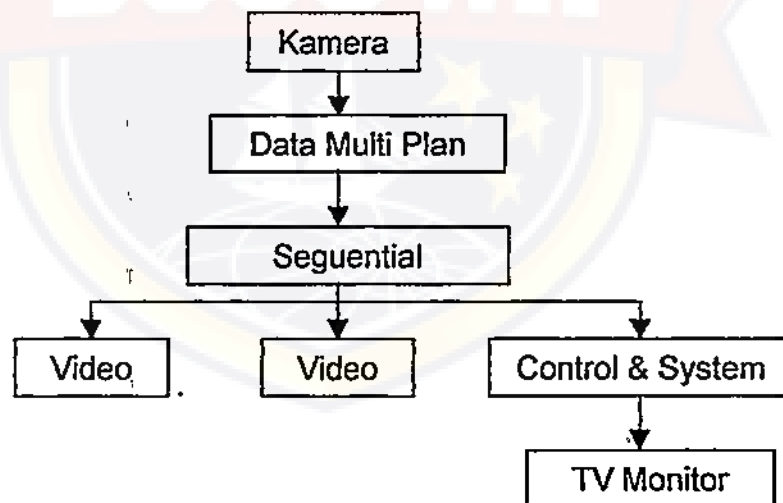 Kamera
Data Multi Plan
Seguential
Video
Video
Control & System
TV Monitor